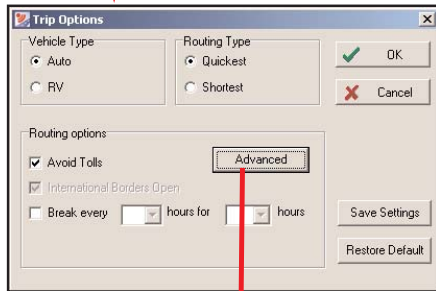 Trip Options
Vehicle Type
Auto
RV
Routing Type
Quickest
Shortest
OK
Cancel
Routing options
Avoid Tolls
Advanced
International Borders Open
Break every hours for hours
Save Settings
Restore Default